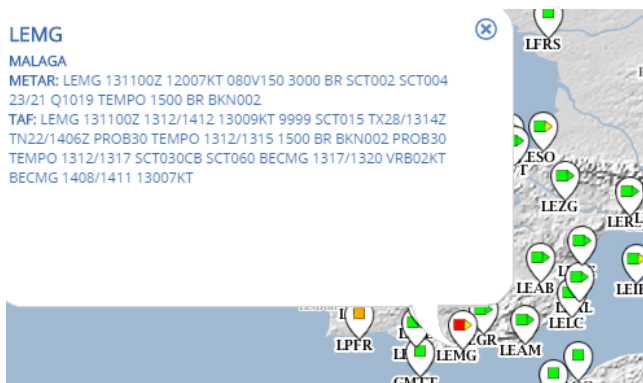 LEMG
MALAGA
METAR: LEMG 131100Z 12007KT 080V150 3000 BR SCT002 SCT004
23/21 Q1019 TEMPO 1500 BR BKN002
TAF: LEMG 131100Z 1312/1412 13009KT 9999 SCT015 TX28/1314Z
TN22/1406Z PROB30 TEMPO 1312/1315 1500 BR BKN002 PROB30
TEMPO 1312/1317 SCT030CB SCT060 BECMG 1317/1320 VRB02KT
BECMG 1408/1411 13007KT
LFRS
LEZG
LEAB
LELC
LPFR
LEMG
LEAM